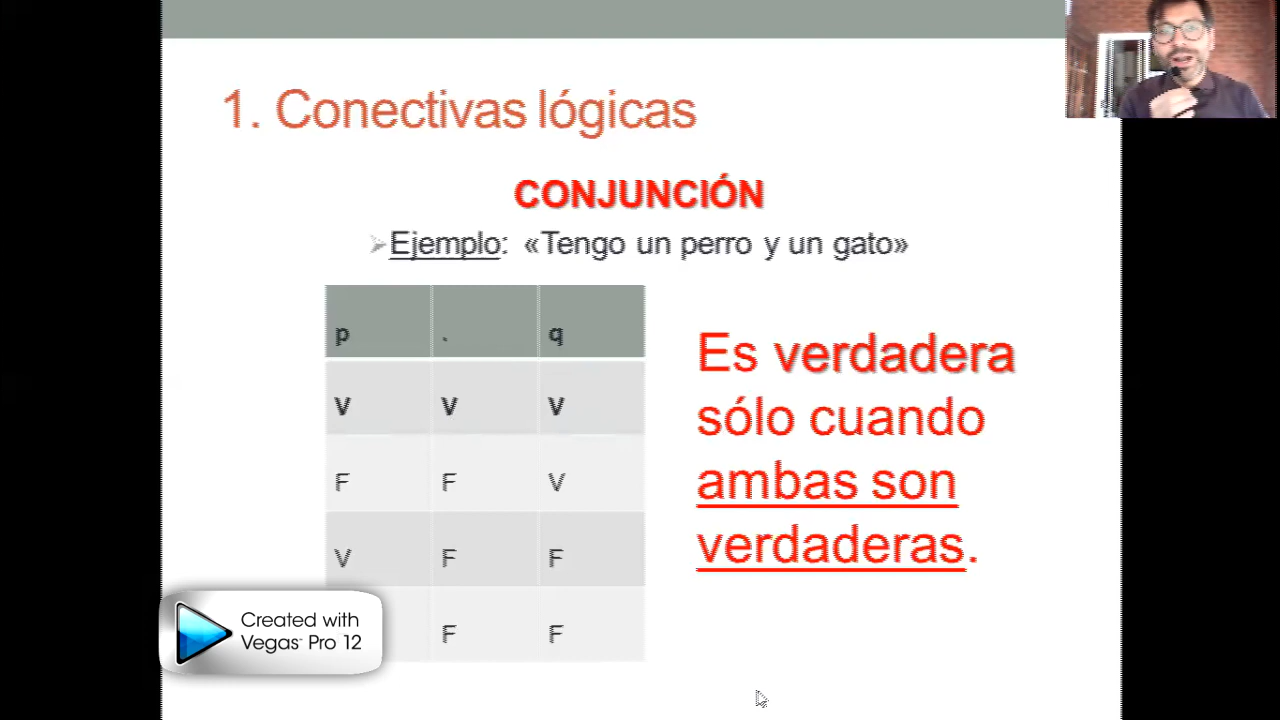 1. Conectivas lógicas
CONJUNCIÓN
Ejemplo: «Tengo un perro y un gato»
p . q
V V V
F F V
V F F
F F
Es verdadera
sólo cuando
ambas son
verdaderas.
Created with
Vegas™ Pro 12